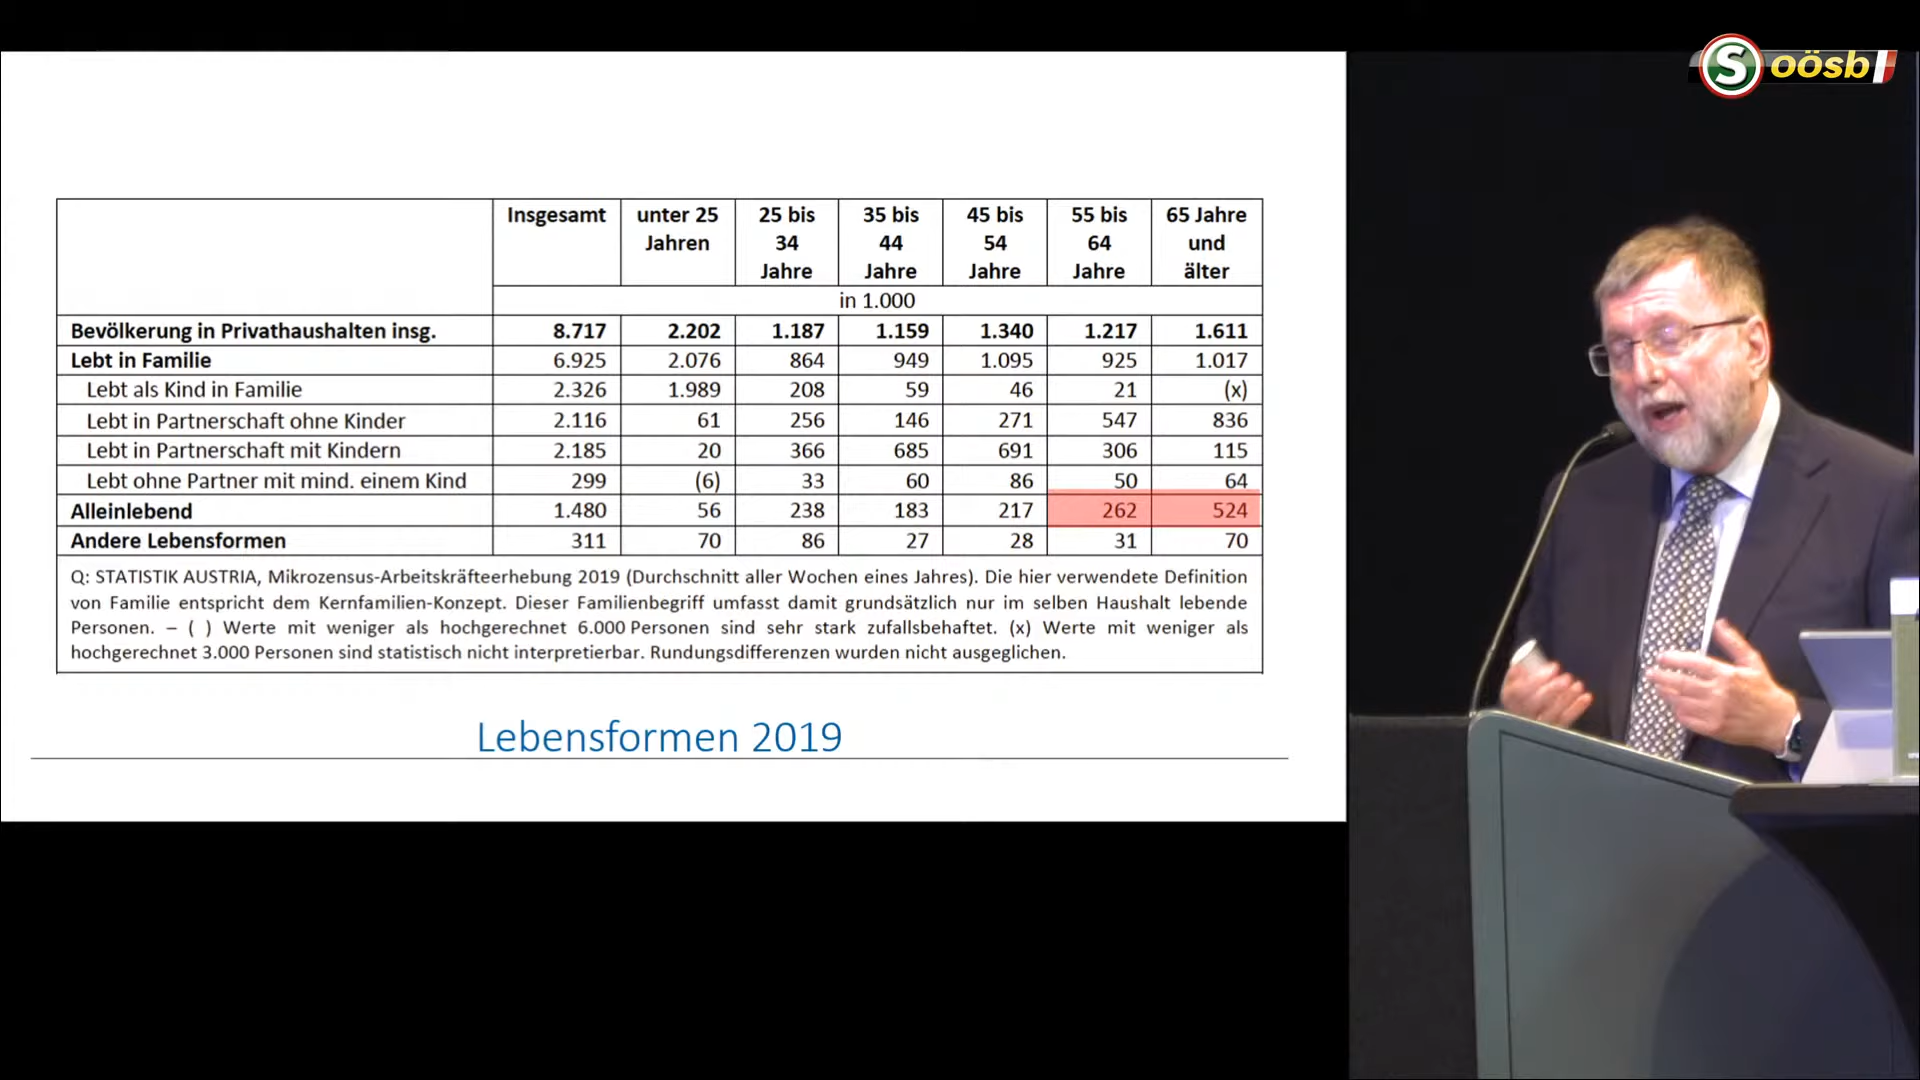 S oösb
Insgesamt unter 25 Jahren 25 bis 34 Jahre 35 bis 44 Jahre 45 bis 54 Jahre 55 bis 64 Jahre 65 Jahre und älter
in 1.000
Bevölkerung in Privathaushalten insg. 8.717 2.202 1.187 1.159 1.340 1.217 1.611
Lebt in Familie 6.925 2.076 864 949 1.095 925 1.017
Lebt als Kind in Familie 2.326 1.989 208 59 46 21 (x)
Lebt in Partnerschaft ohne Kinder 2.116 61 256 146 271 547 836
Lebt in Partnerschaft mit Kindern 2.185 20 366 685 691 306 115
Lebt ohne Partner mit mind. einem Kind 299 (6) 33 60 86 50 64
Alleinlebend 1.480 56 238 183 217 262 524
Andere Lebensformen 311 70 86 27 28 31 70
Q: STATISTIK AUSTRIA, Mikrozensus-Arbeitskräfteerhebung 2019 (Durchschnitt aller Wochen eines Jahres). Die hier verwendete Definition
von Familie entspricht dem Kernfamilien-Konzept. Dieser Familienbegriff umfasst damit grundsätzlich nur im selben Haushalt lebende
Personen. – ( ) Werte mit weniger als hochgerechnet 6.000 Personen sind sehr stark zufallsbehaftet. (x) Werte mit weniger als
hochgerechnet 3.000 Personen sind statistisch nicht interpretierbar. Rundungsdifferenzen wurden nicht ausgeglichen.
Lebensformen 2019